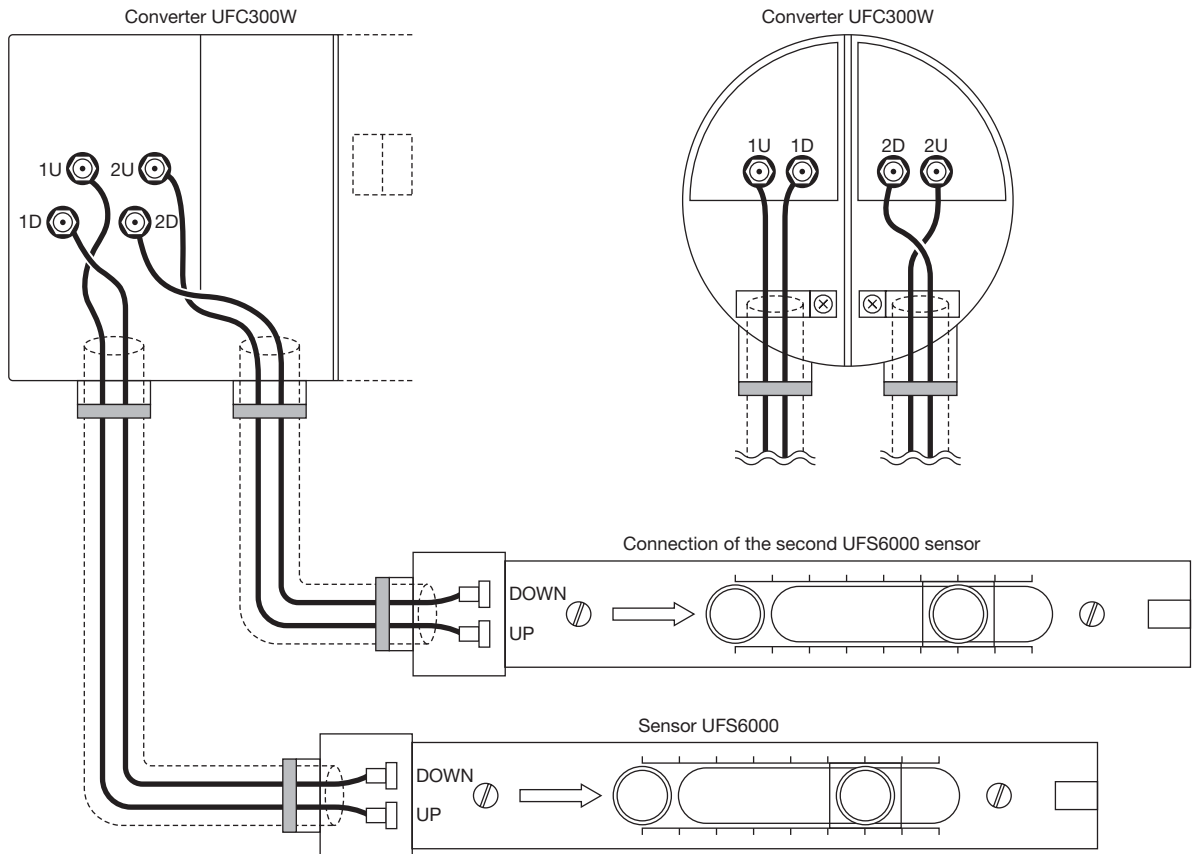 Converter UFC300W
Converter UFC300W
1U
2U
1D
2D
1U
1D
2D
2U
Connection of the second UFS6000 sensor
DOWN
UP
Sensor UFS6000
DOWN
UP